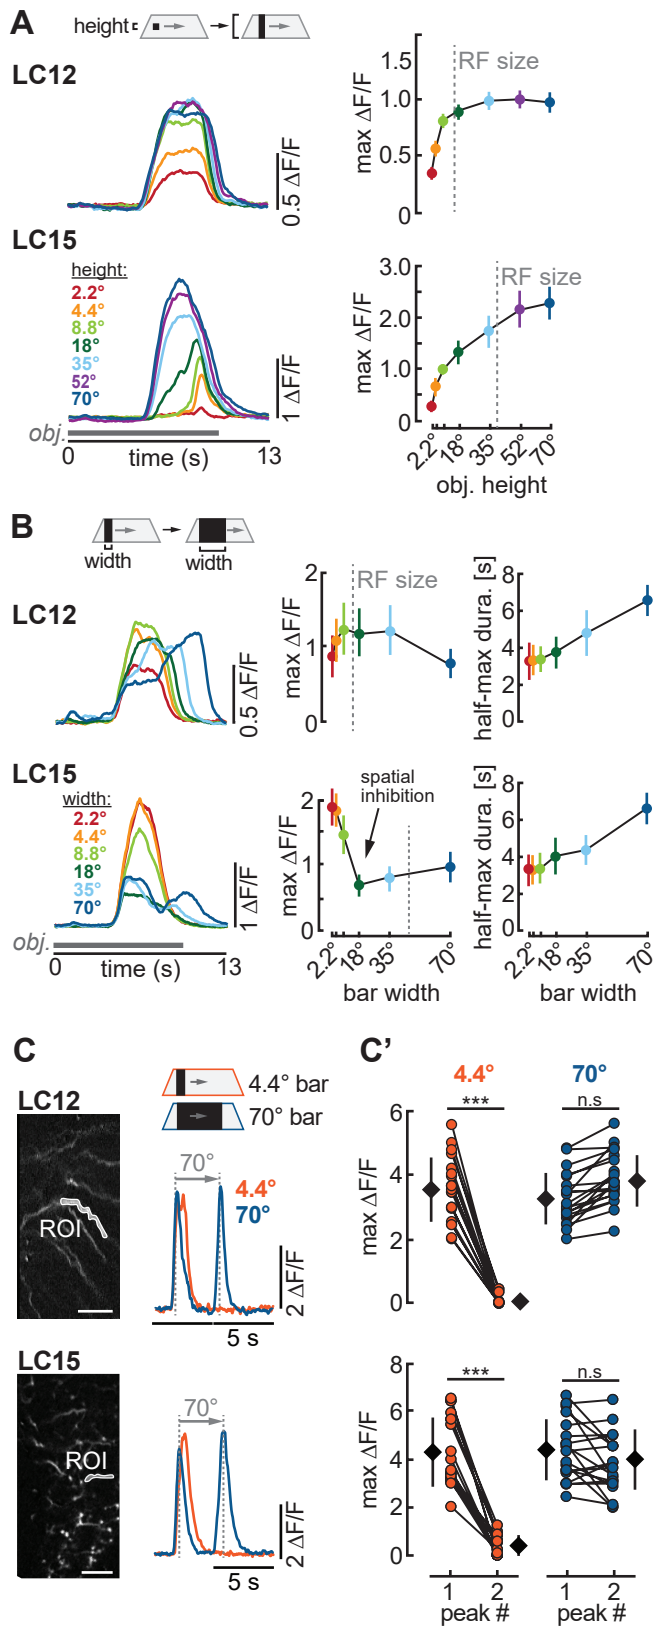 A
height
LC12
0.5 ΔF/F
max ΔF/F
1.5
1.0
0.5
0
RF size
LC15
height:
2.2°
4.4°
8.8°
18°
35°
52°
70°
1 ΔF/F
obj.
0
13
time (s)
max ΔF/F
3.0
2.0
1.0
0
RF size
2.2°
18°
35°
52°
70°
obj. height
B
width
width
LC12
0.5 ΔF/F
max ΔF/F
2
1
0
RF size
half-max dura. [s]
8
6
4
2
0
LC15
width:
2.2°
4.4°
8.8°
18°
35°
70°
1 ΔF/F
obj.
0
13
time (s)
max ΔF/F
2
1
0
spatial
inhibition
2.2°
18°
35°
70°
bar width
half-max dura. [s]
8
6
4
2
0
2.2°
18°
35°
70°
bar width
C
4.4° bar
70° bar
LC12
ROI
70°
4.4°
70°
2 ΔF/F
5 s
LC15
ROI
70°
2 ΔF/F
5 s
C'
4.4°
70°
max ΔF/F
6
4
2
0
***
n.s
max ΔF/F
8
6
4
2
0
***
n.s
1
2
peak #
1
2
peak #